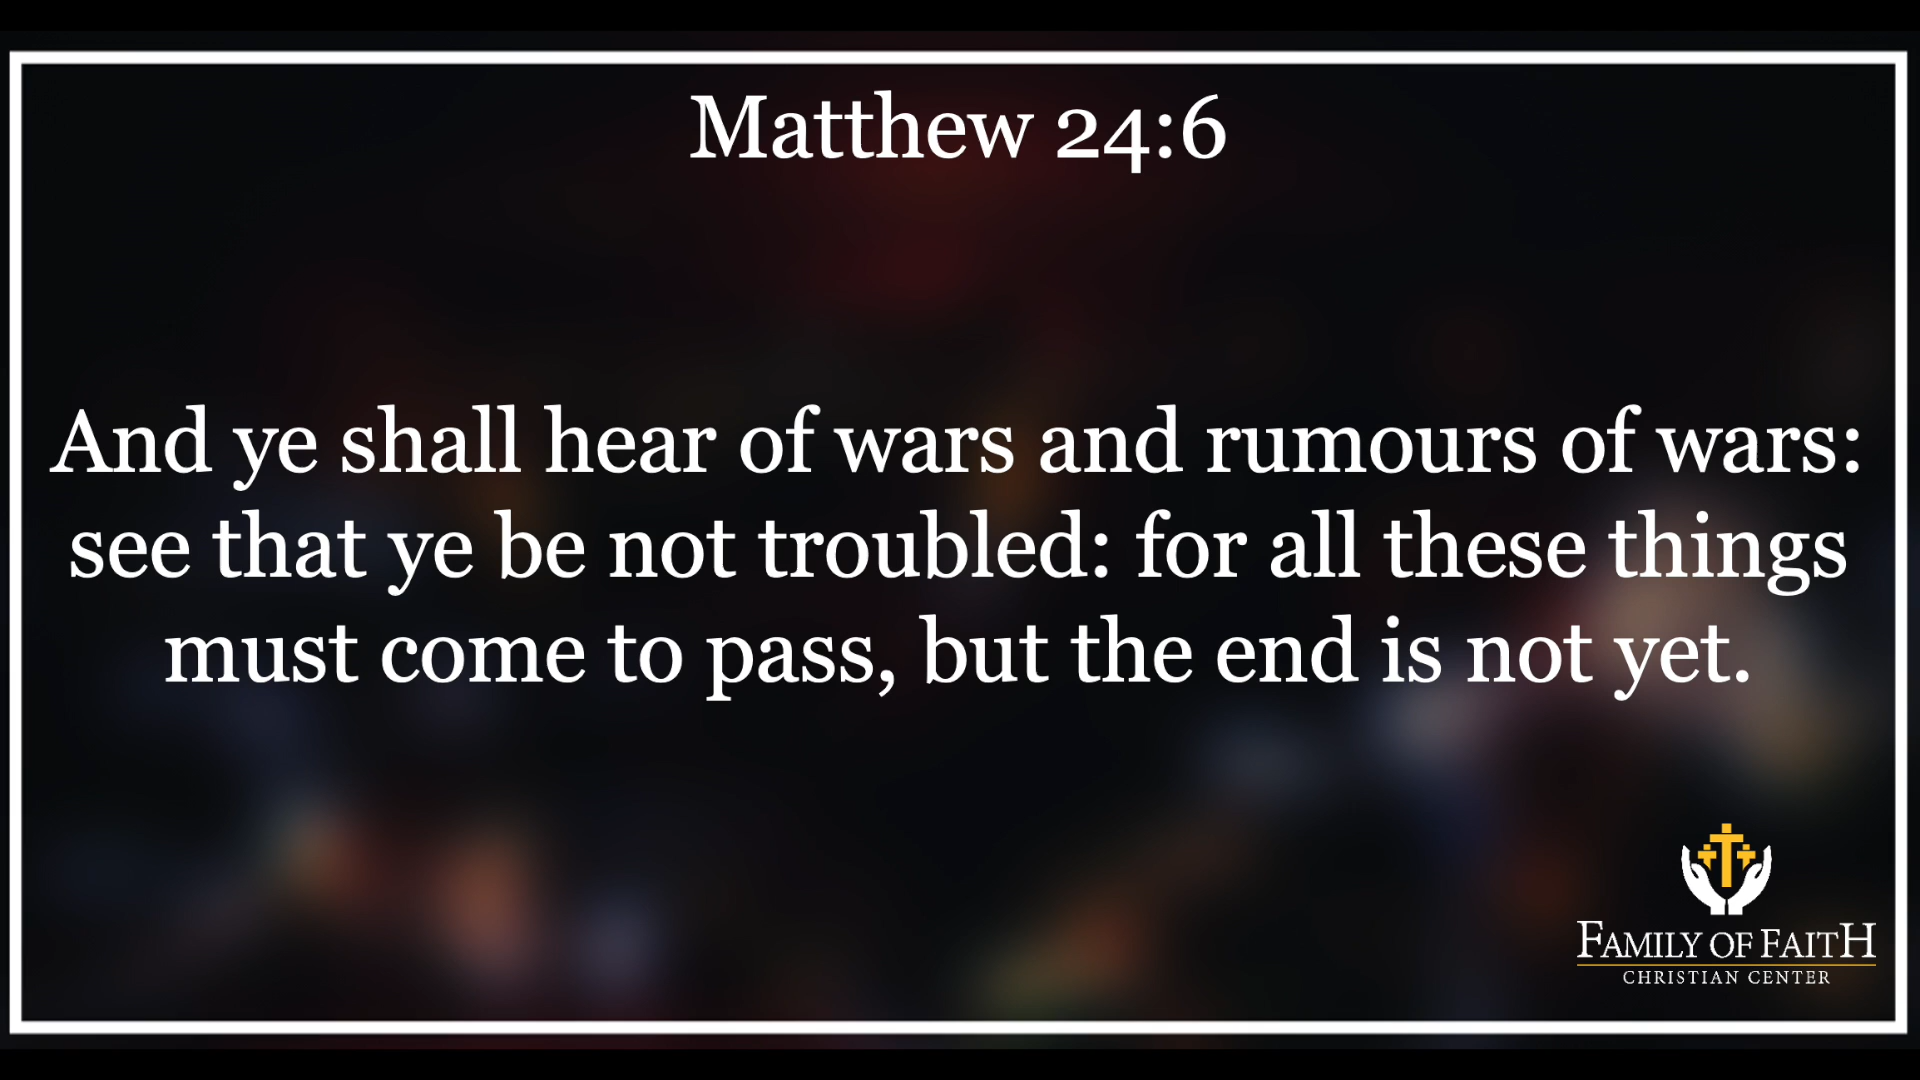 Matthew 24:6
And ye shall hear of wars and rumours of wars:
see that ye be not troubled: for all these things
must come to pass, but the end is not yet.
FAMILY OF FAITH
CHRISTIAN CENTER